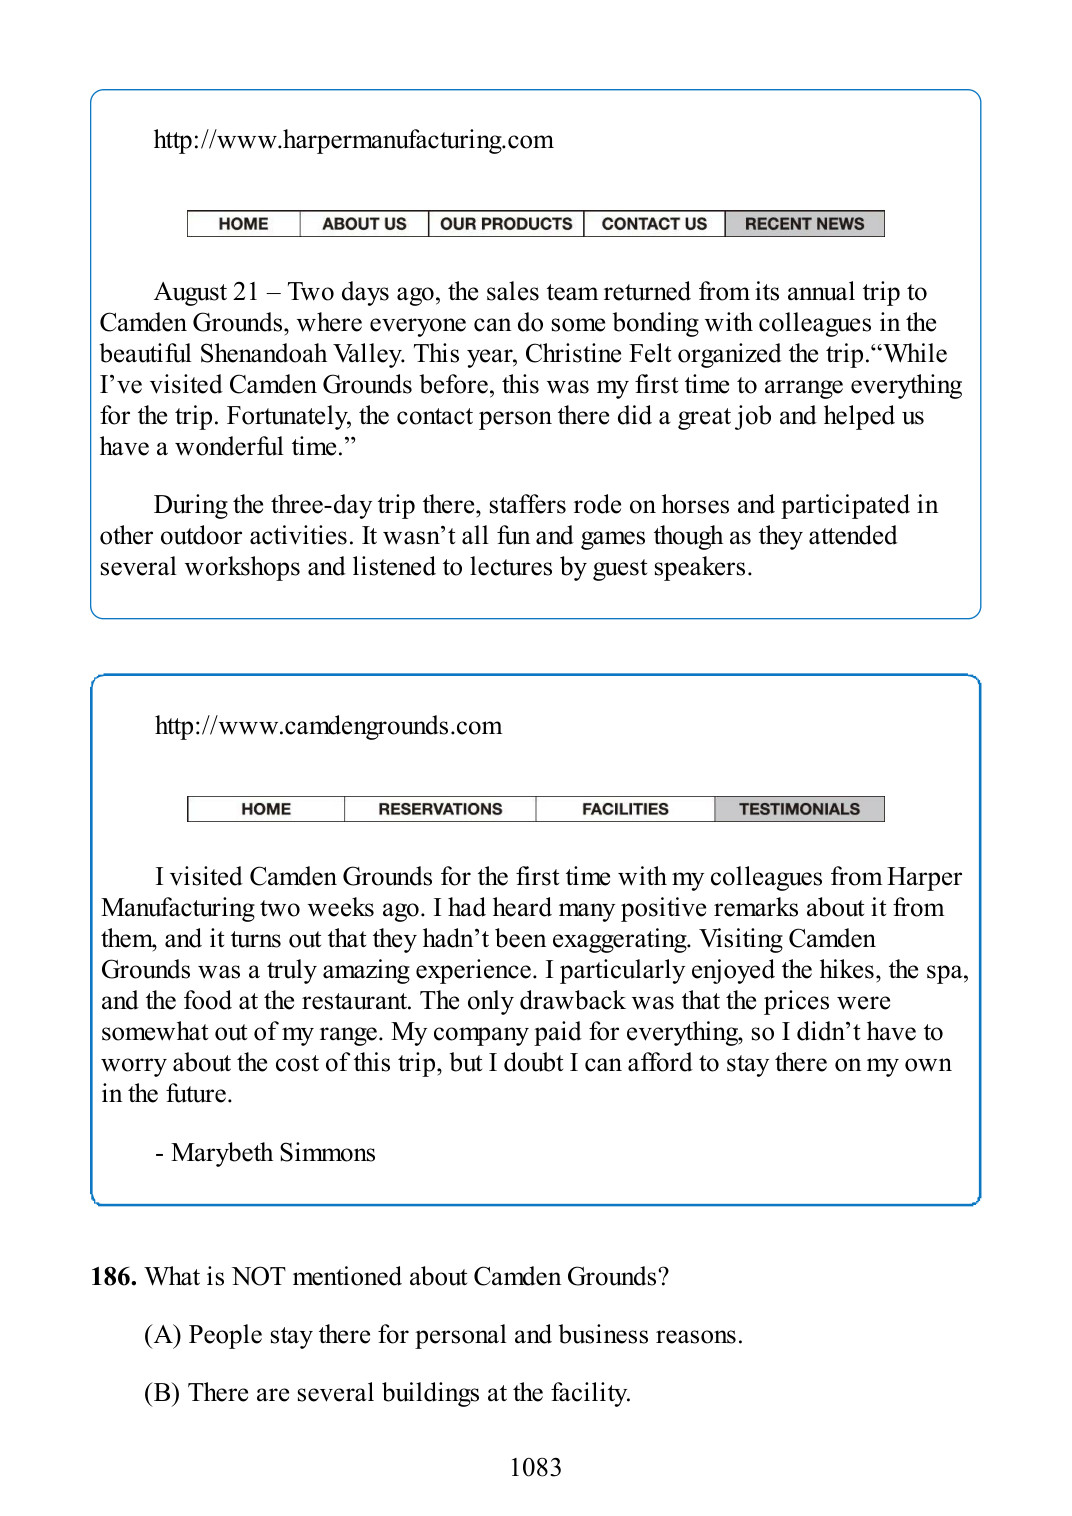 http://www.harpermanufacturing.com
HOME ABOUT US OUR PRODUCTS CONTACT US RECENT NEWS
August 21 – Two days ago, the sales team returned from its annual trip to
Camden Grounds, where everyone can do some bonding with colleagues in the
beautiful Shenandoah Valley. This year, Christine Felt organized the trip.“While
I’ve visited Camden Grounds before, this was my first time to arrange everything
for the trip. Fortunately, the contact person there did a great job and helped us
have a wonderful time.”
During the three-day trip there, staffers rode on horses and participated in
other outdoor activities. It wasn’t all fun and games though as they attended
several workshops and listened to lectures by guest speakers.
http://www.camdengrounds.com
HOME RESERVATIONS FACILITIES TESTIMONIALS
I visited Camden Grounds for the first time with my colleagues from Harper
Manufacturing two weeks ago. I had heard many positive remarks about it from
them, and it turns out that they hadn’t been exaggerating. Visiting Camden
Grounds was a truly amazing experience. I particularly enjoyed the hikes, the spa,
and the food at the restaurant. The only drawback was that the prices were
somewhat out of my range. My company paid for everything, so I didn’t have to
worry about the cost of this trip, but I doubt I can afford to stay there on my own
in the future.
- Marybeth Simmons
186. What is NOT mentioned about Camden Grounds?
(A) People stay there for personal and business reasons.
(B) There are several buildings at the facility.
1083